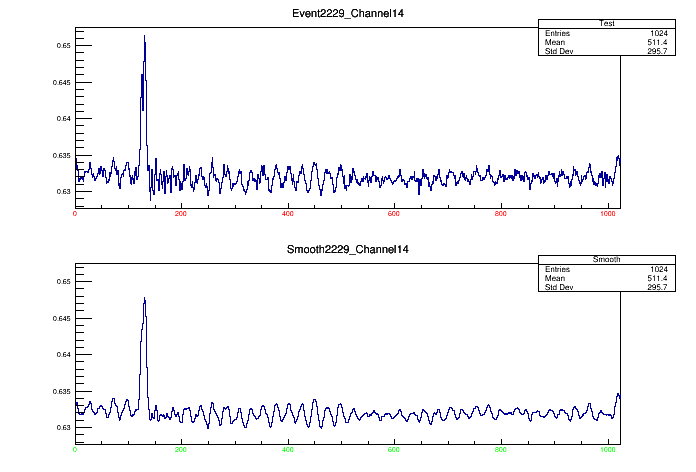 Event2229_Channel14
Test
Entries 1024
Mean 511.4
Std Dev 295.7
0.65
0.645
0.64
0.635
0.63
0 200 400 600 800 1000
Smooth2229_Channel14
Smooth
Entries 1024
Mean 511.4
Std Dev 295.7
0.65
0.645
0.64
0.635
0.63
0 200 400 600 800 1000